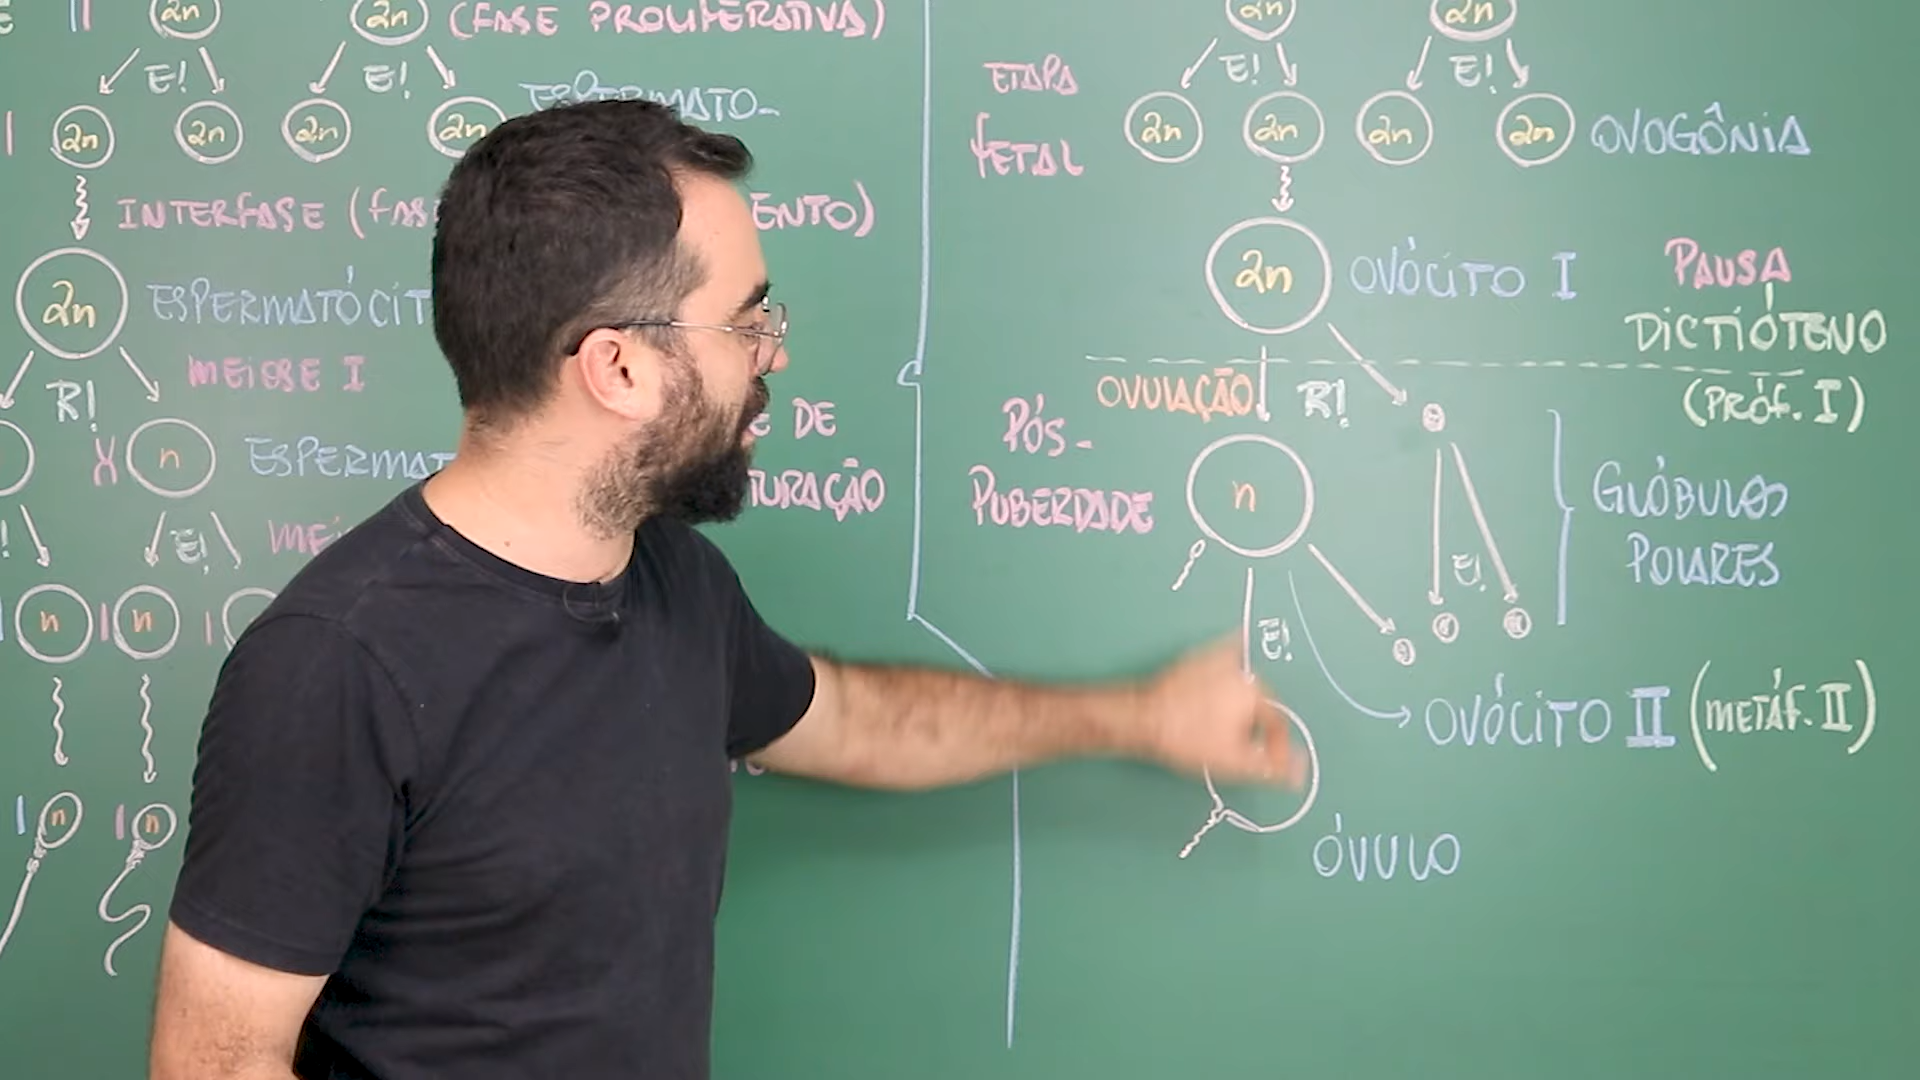 2n 2n (FASE PROLIFERATIVA)
E! E!
2n 2n 2n 2n ESPERMATO-
INTERFASE (FAS ENTO)
2n ESPERMATÓCIT
MEIOSE I
R!
E DE
X n ESPERMAT
TURAÇÃO
! E! MEI
n n
n n
2n 2n
ETAPA E! E!
FETAL 2n 2n 2n 2n OVOGÔNIA
2n OVÓCITO I PAUSA
DICTIÓTENO
OVULAÇÃO R! (PRÓF. I)
PÓS-
PUBERDADE n GLÓBULOS
POLARES
E!
E!
OVÓCITO II (METÁF. II)
ÓVULO